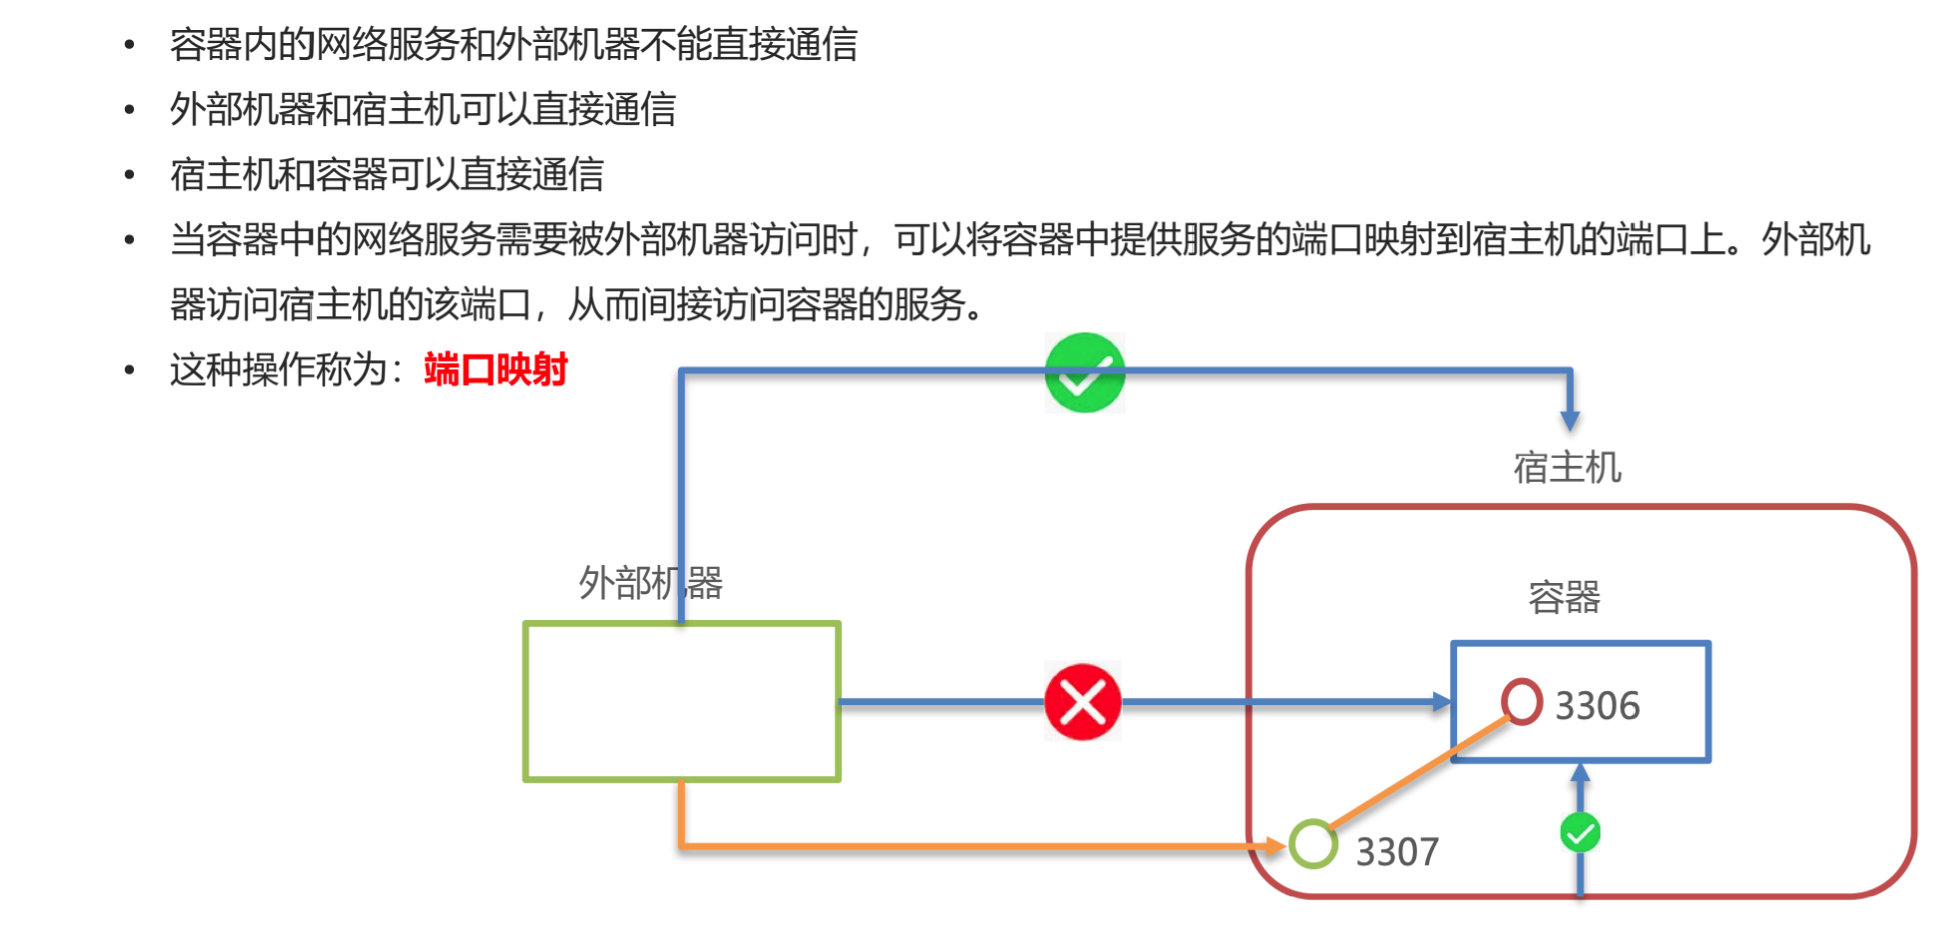 • 容器内的网络服务和外部机器不能直接通信
• 外部机器和宿主机可以直接通信
• 宿主机和容器可以直接通信
• 当容器中的网络服务需要被外部机器访问时，可以将容器中提供服务的端口映射到宿主机的端口上。外部机
器访问宿主机的该端口，从而间接访问容器的服务。
• 这种操作称为：端口映射
宿主机
外部机器
容器
3306
3307